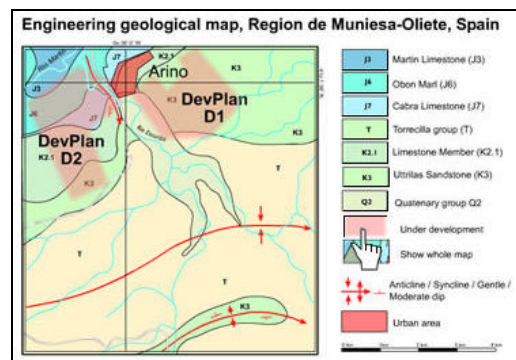 Engineering geological map, Region de Muniesa-Oliete, Spain
J7
K2.1
K3
Arino
J3
DevPlan
D1
K3
J6
J7
DevPlan
D2
K2.1
K3
K3
T
T
T
T
K3
J3 Martin Limestone (J3)
J6 Obon Marl (J6)
J7 Cabra Limestone (J7)
T Torrecilla group (T)
K2.1 Limestone Member (K2.1)
K3 Uttrilas Sandstone (K3)
Q2 Quatenary group Q2
Under development
Show whole map
Anticline / Syncline / Gentle /
Moderate dip
Urban area